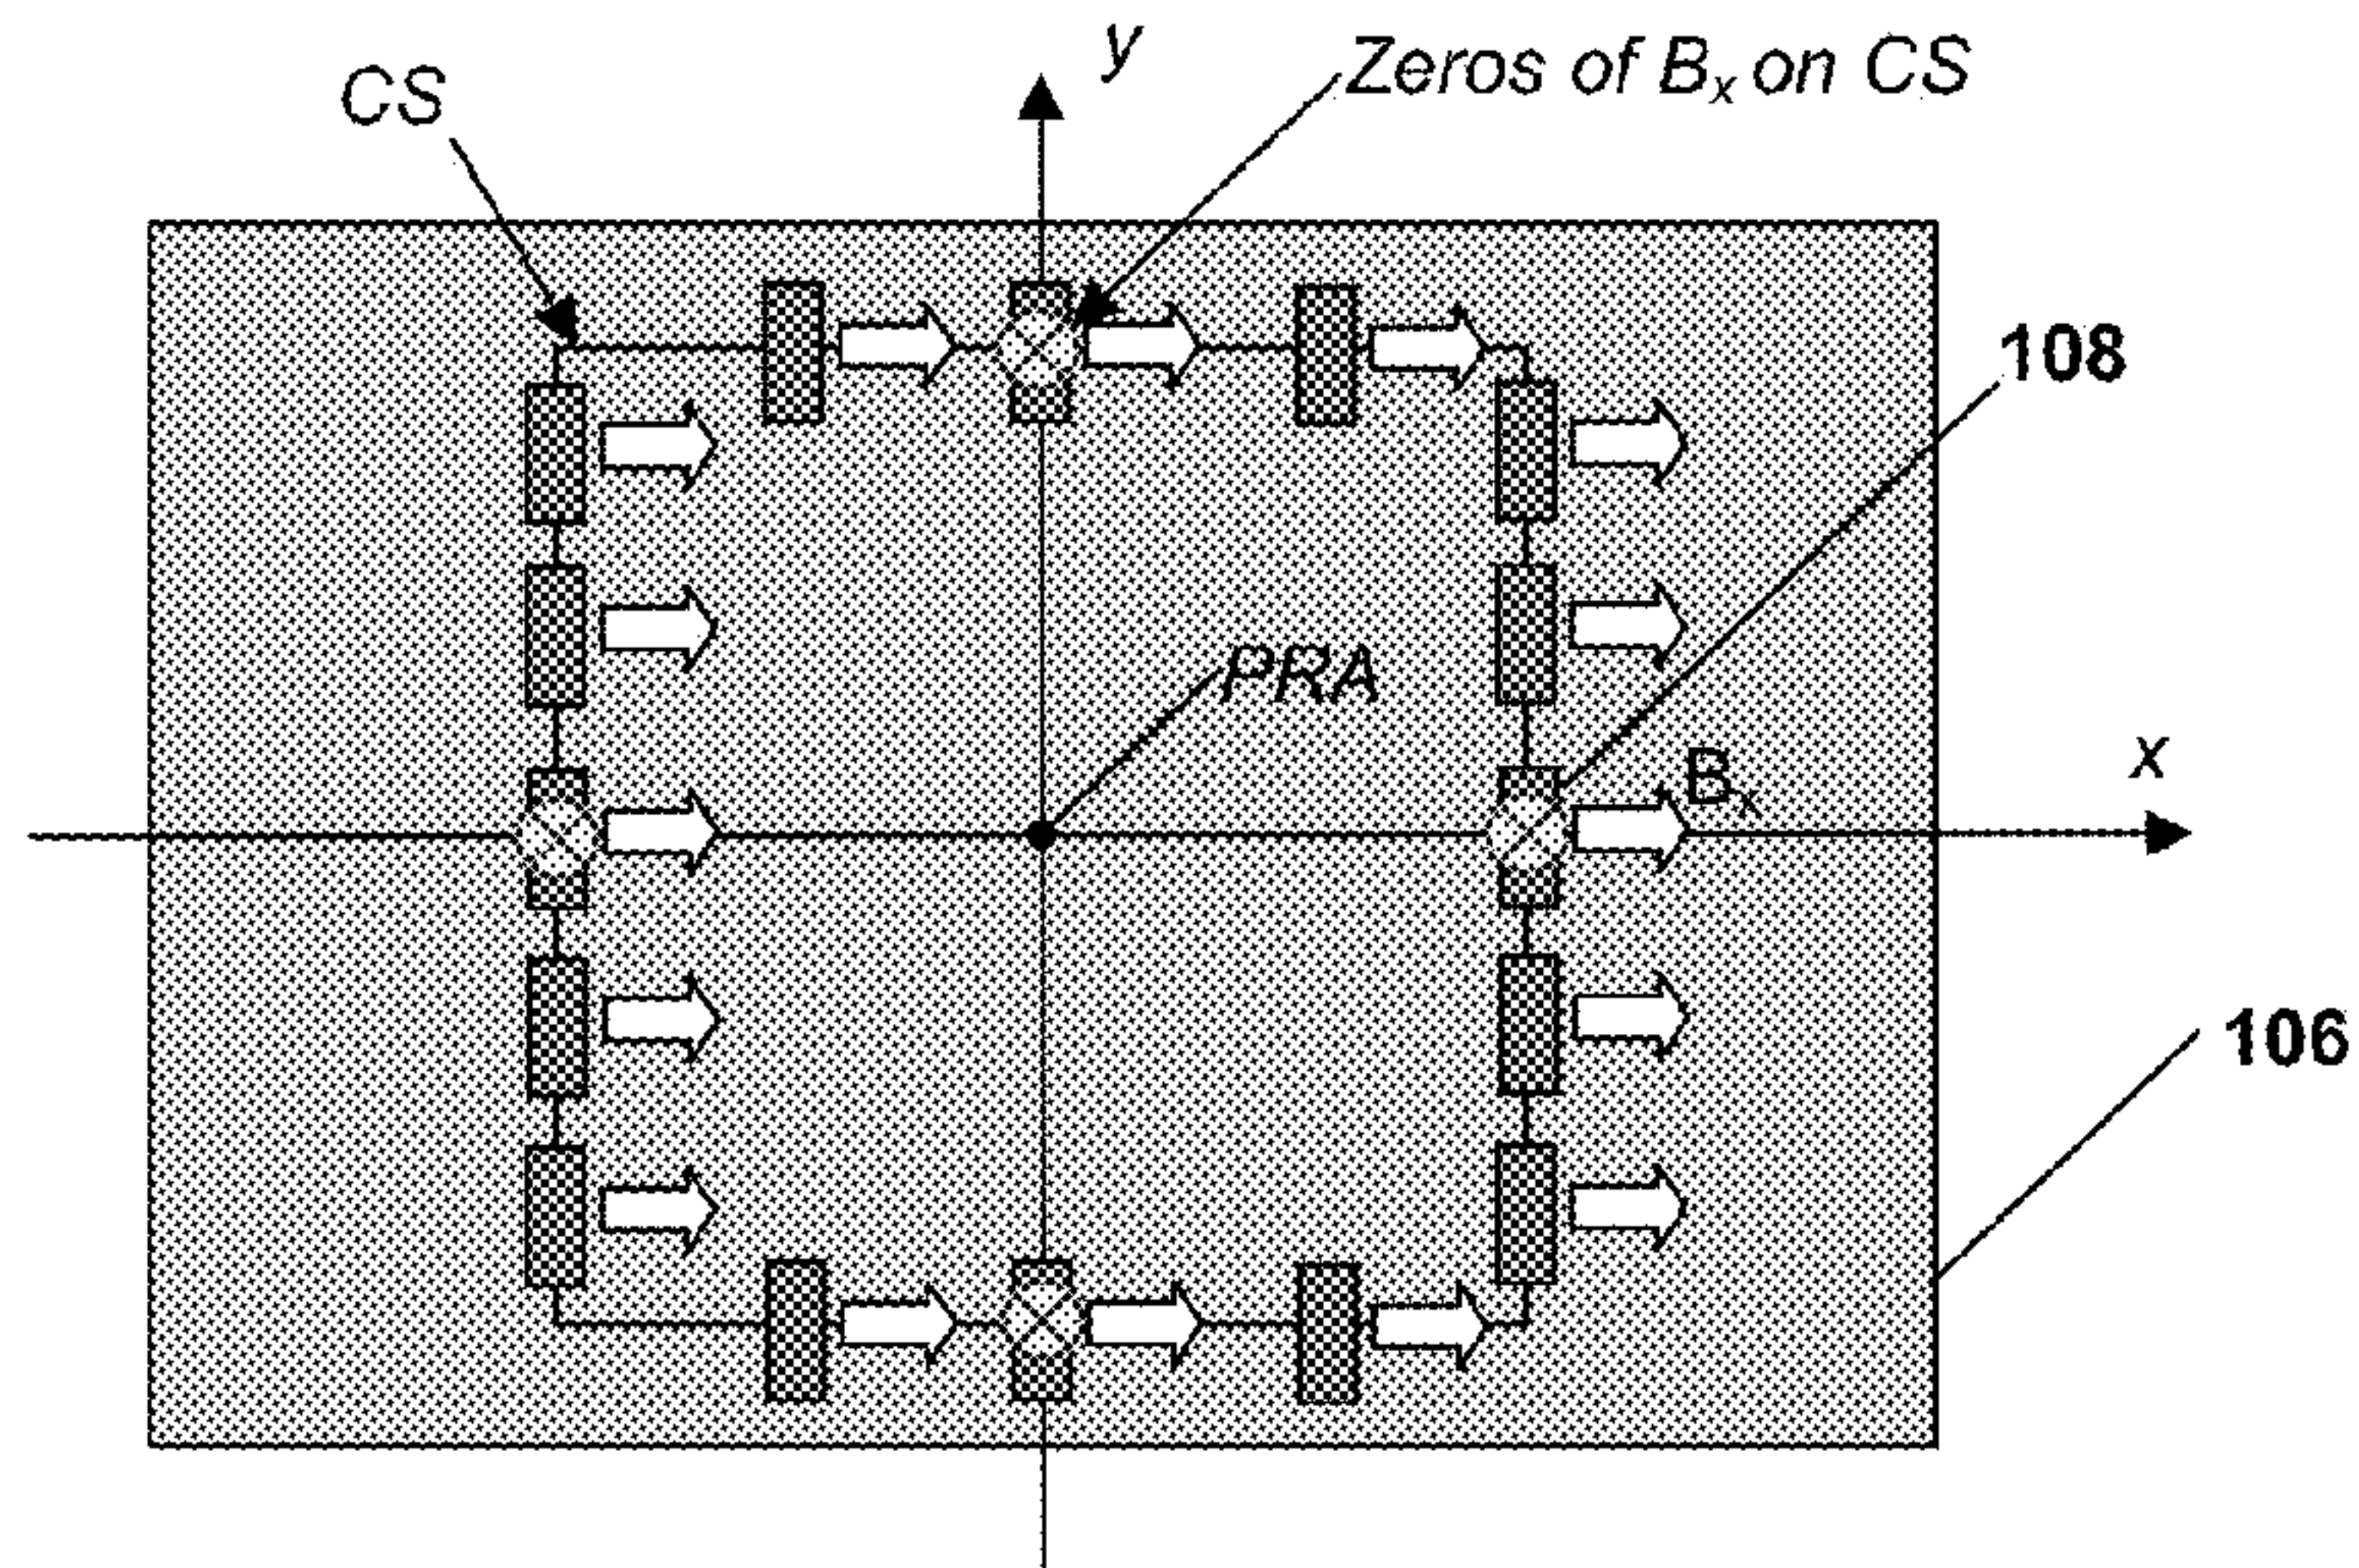 y
Zeros of Bx on CS
CS
108
PRA
Bx
x
106